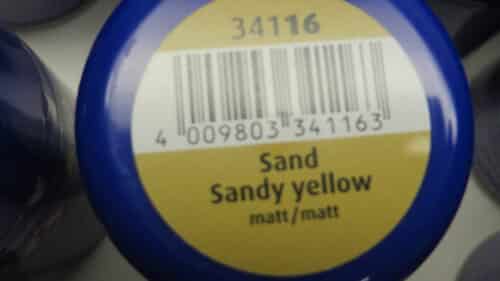 34116
4 009803 341163
Sand
Sandy yellow
matt/matt